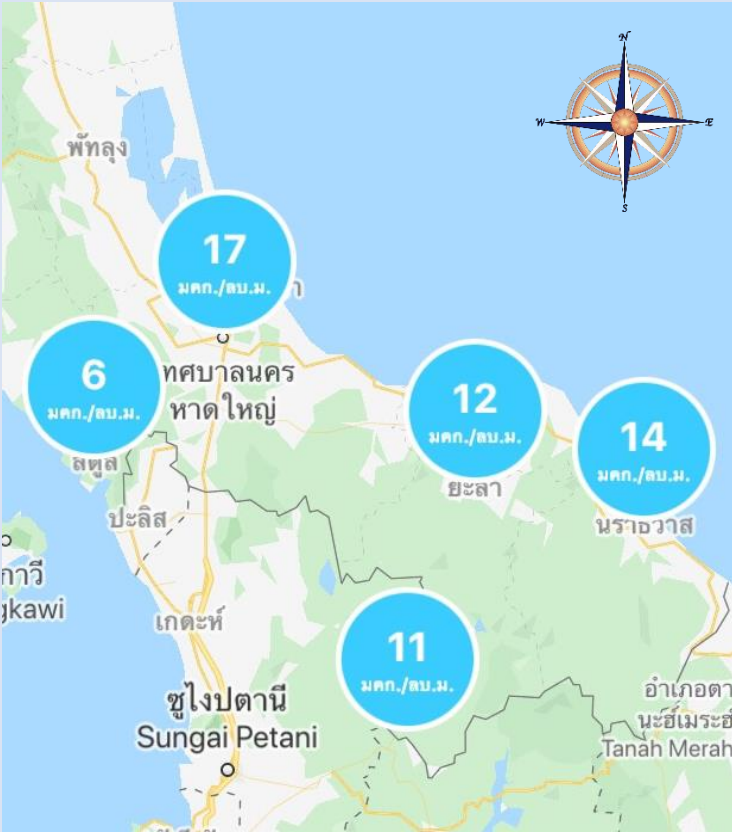 N
W
E
S
พัทลุง
17
มคก./ลบ.ม.
า
6
มคก./ลบ.ม.
ทศบาลนคร
หาดใหญ่
12
มคก./ลบ.ม.
14
มคก./ลบ.ม.
สตูล
ยะลา
ปะลิส
นราธิวาส
กาวี
gkawi
เกดะห์
11
มคก./ลบ.ม.
ซูไงปตานี
Sungai Petani
อำเภอตา
นะฮ์เมระฮ์
Tanah Merah